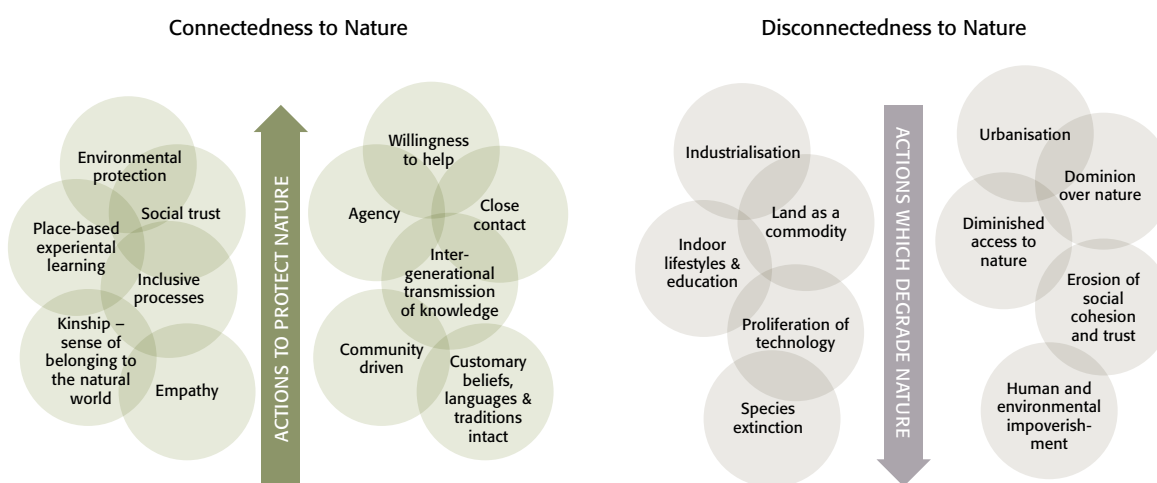 Connectedness to Nature
Environmental
protection
Social trust
Place-based
experiental
learning
Inclusive
processes
Kinship –
sense of
belonging to
the natural
world
Empathy
ACTIONS TO PROTECT NATURE
Willingness
to help
Agency
Close
contact
Inter-
generational
transmission
of knowledge
Community
driven
Customary
beliefs,
languages &
traditions
intact
Disconnectedness to Nature
Industrialisation
Land as a
commodity
Indoor
lifestyles &
education
Proliferation of
technology
Species
extinction
ACTIONS WHICH DEGRADE NATURE
Urbanisation
Dominion
over nature
Diminished
access to
nature
Erosion of
social
cohesion
and trust
Human and
environmental
impoverish-
ment